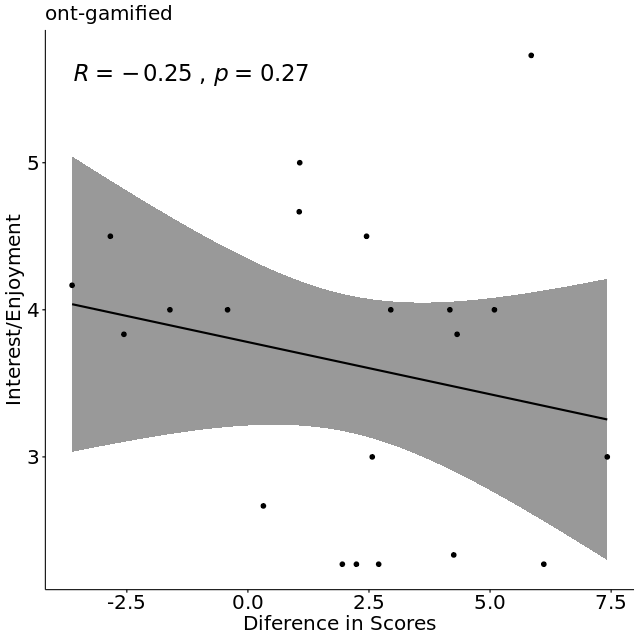 ont-gamified
R = −0.25 , p = 0.27
5
4
3
Interest/Enjoyment
-2.5 0.0 2.5 5.0 7.5
Diference in Scores